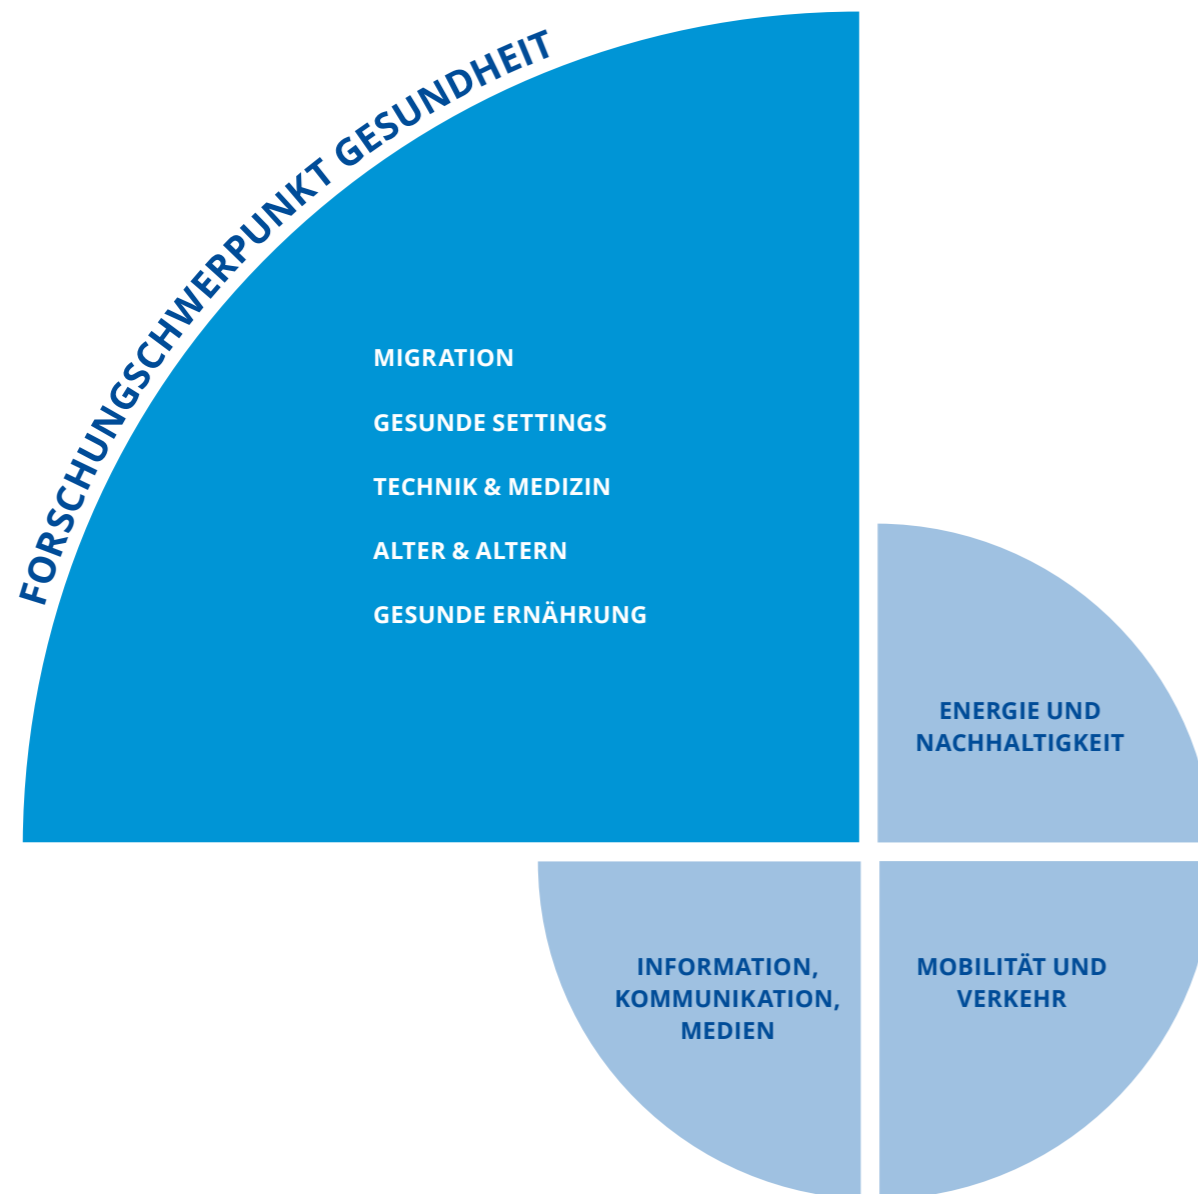 FORSCHUNGSCHWERPUNKT GESUNDHEIT
MIGRATION
GESUNDE SETTINGS
TECHNIK & MEDIZIN
ALTER & ALTERN
GESUNDE ERNÄHRUNG
ENERGIE UND
NACHHALTIGKEIT
INFORMATION,
KOMMUNIKATION,
MEDIEN
MOBILITÄT UND
VERKEHR